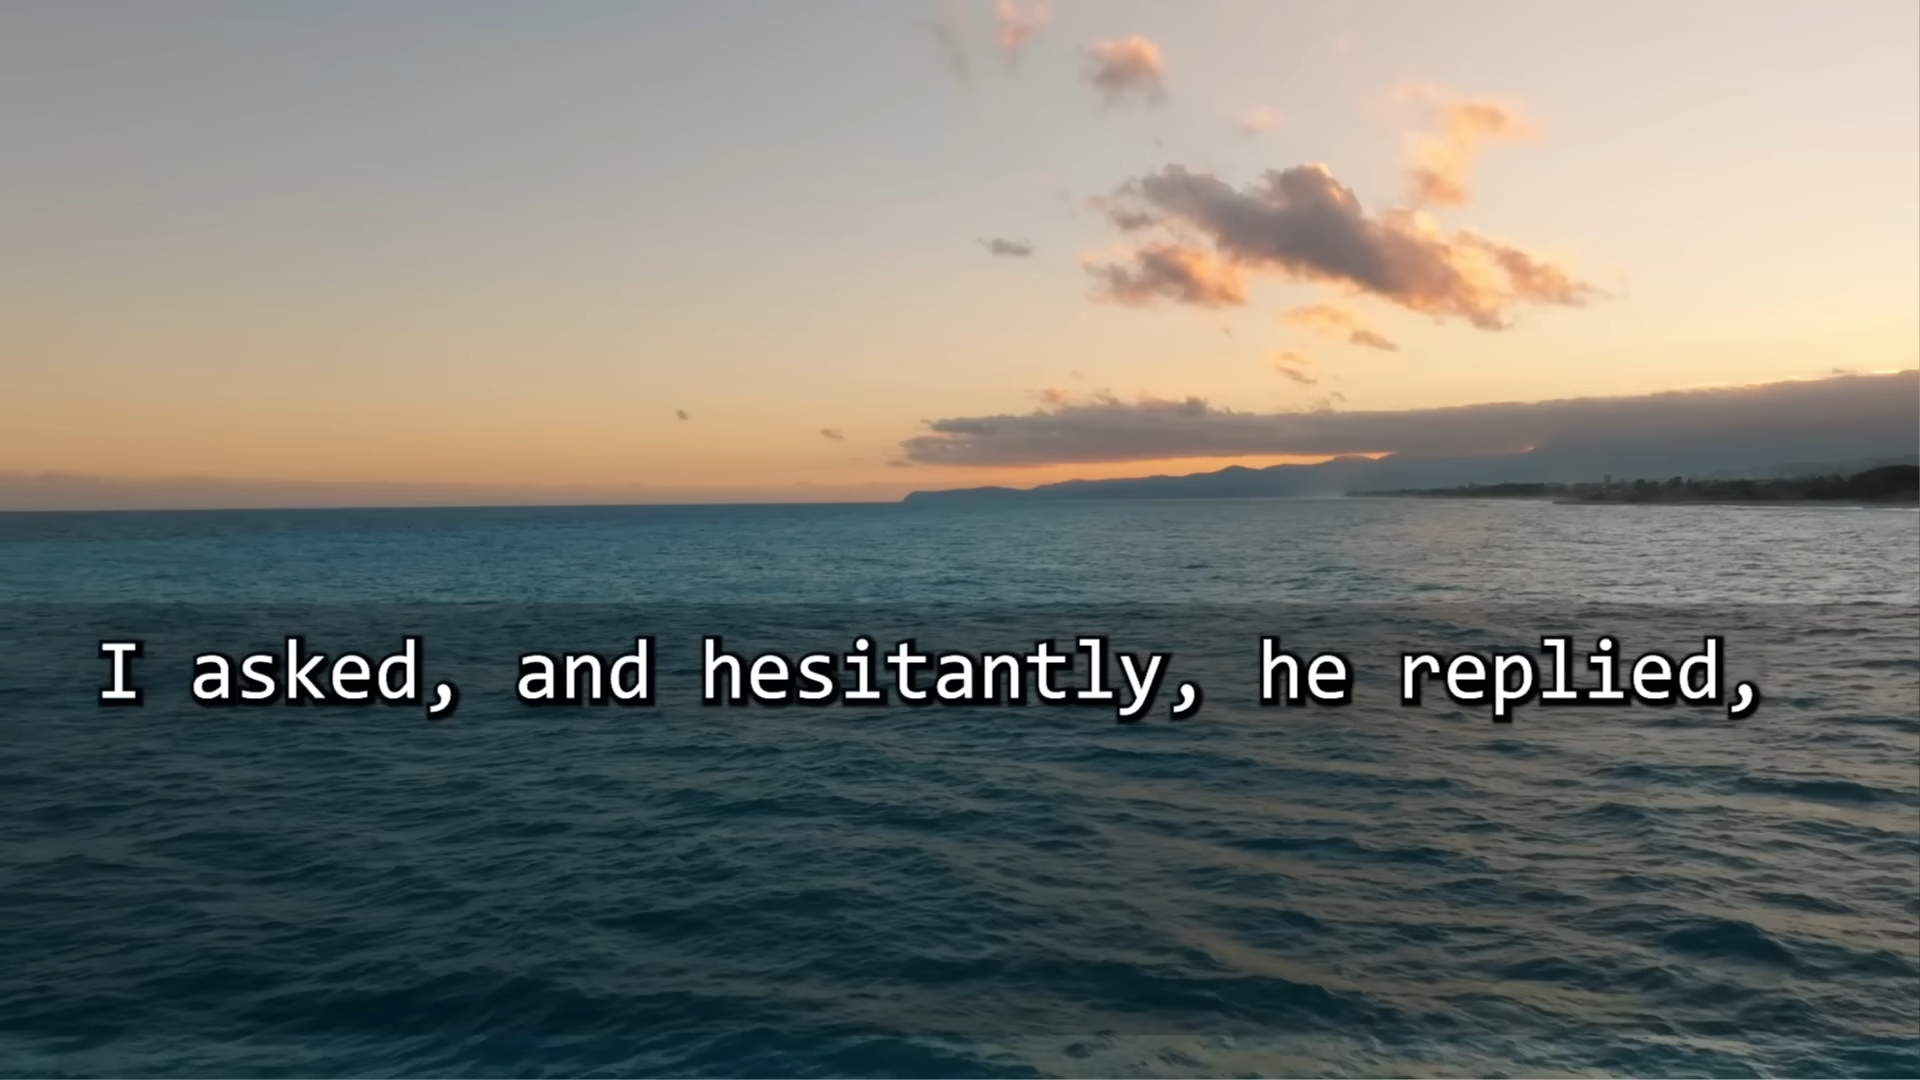 I asked, and hesitantly, he replied,